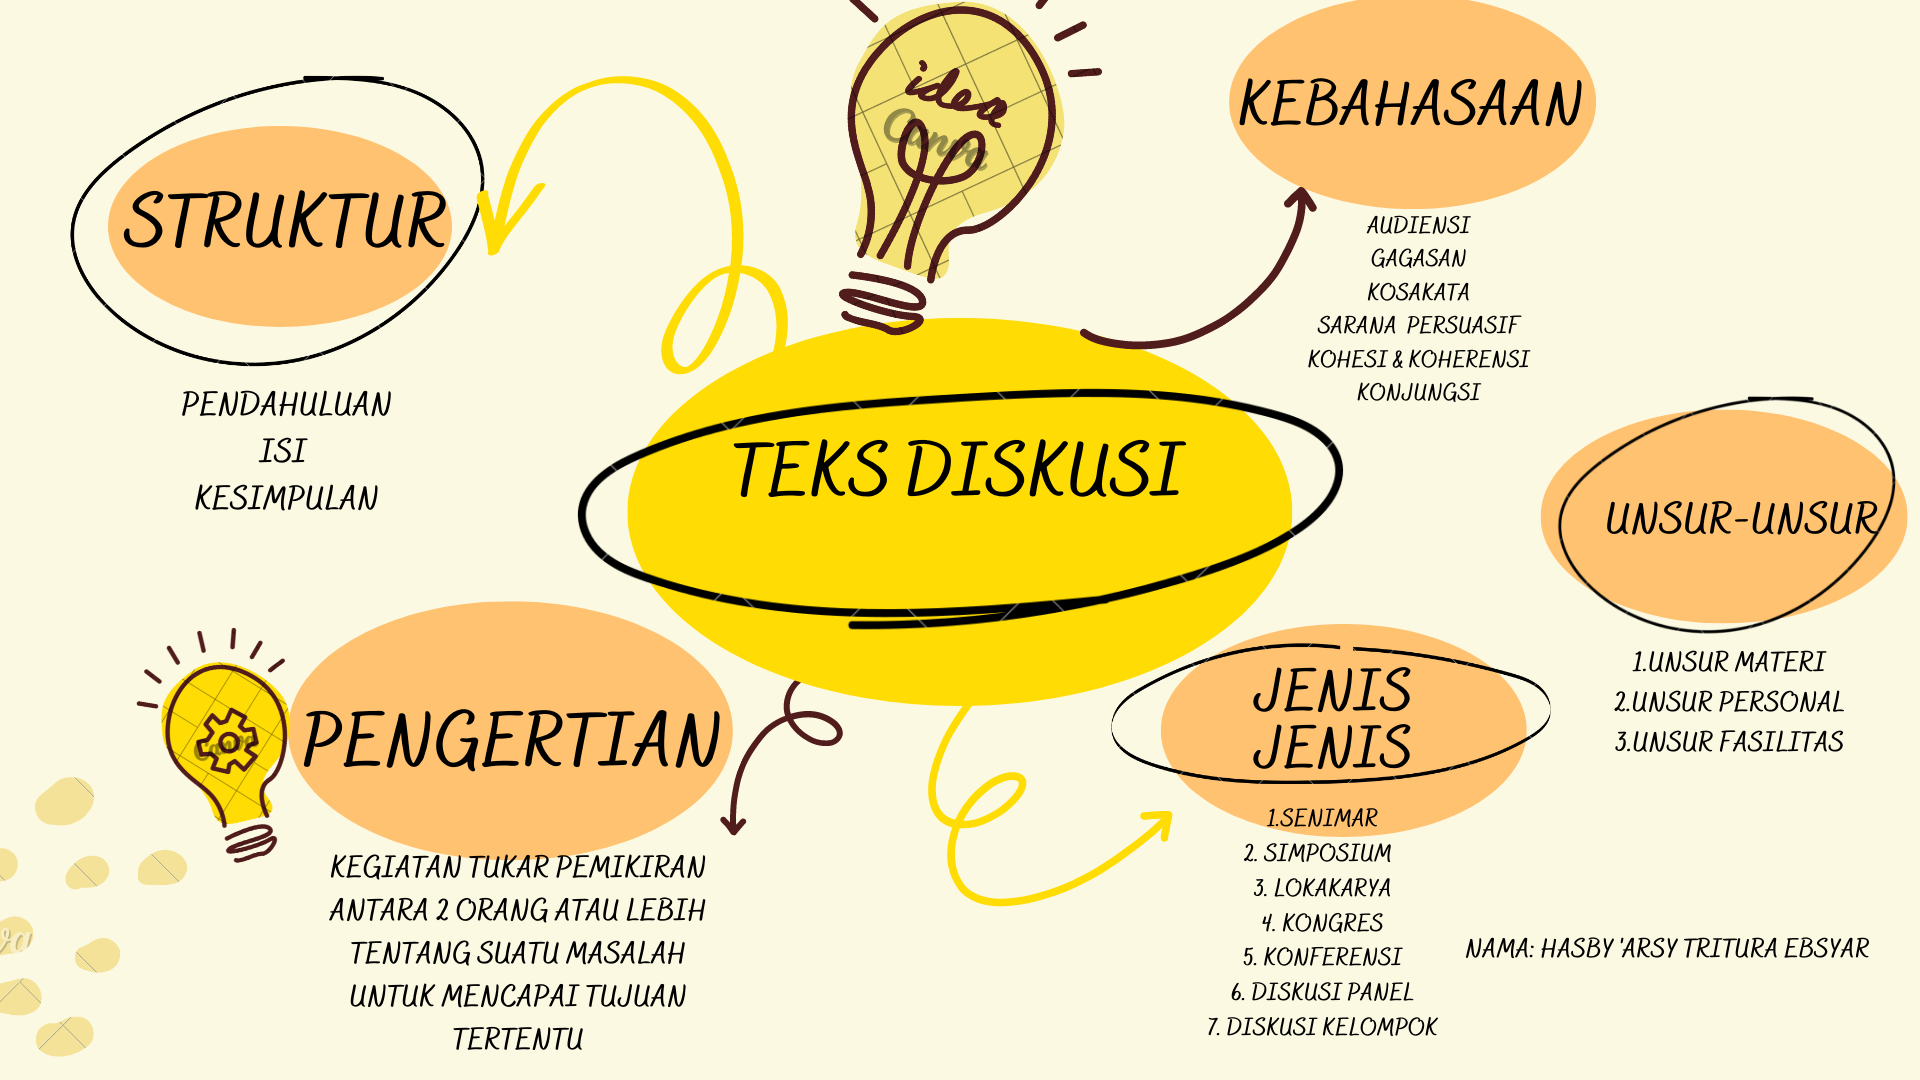 idea
Canva
KEBAHASAAN
AUDIENSI
GAGASAN
KOSAKATA
SARANA PERSUASIF
KOHESI & KOHERENSI
KONJUNGSI
STRUKTUR
PENDAHULUAN
ISI
KESIMPULAN
TEKS DISKUSI
UNSUR-UNSUR
1.UNSUR MATERI
2.UNSUR PERSONAL
3.UNSUR FASILITAS
Canva
PENGERTIAN
KEGIATAN TUKAR PEMIKIRAN
ANTARA 2 ORANG ATAU LEBIH
TENTANG SUATU MASALAH
UNTUK MENCAPAI TUJUAN
TERTENTU
JENIS
JENIS
1.SENIMAR
2. SIMPOSIUM
3. LOKAKARYA
4. KONGRES
5. KONFERENSI
6. DISKUSI PANEL
7. DISKUSI KELOMPOK
NAMA: HASBY 'ARSY TRITURA EBSYAR